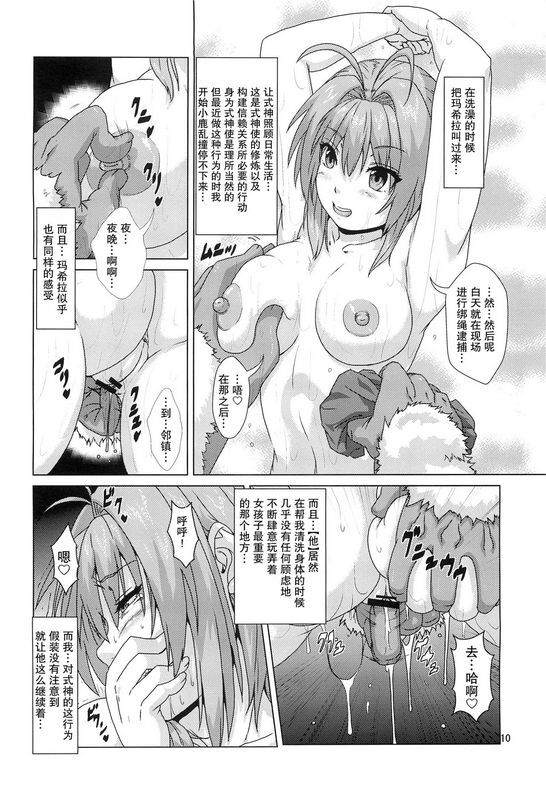 在洗澡的时候
把玛希拉叫过来…
让式神照顾日常生活…
这是式神使的修炼以及
构建信赖关系所必要的行动
身为式神使是理所当然的
但最近做这种行为的时我
开始小鹿乱撞停不下来…
…然…然后呢
白天就在现场
进行绑绳逮捕…
…唔♡
在那之后…
夜…
夜晚…啊啊…
而且…玛希拉似乎
也有同样的感受
…到…邻镇…
而且…【他】居然
在帮我清洗身体的时候
几乎没有任何顾虑地
不断肆意玩弄着
女孩子最重要
的那个地方…
去…哈啊♡
呼呼！
嗯♡
而我…对式神的这行为
假装没有注意到
就让他这么继续着…
10